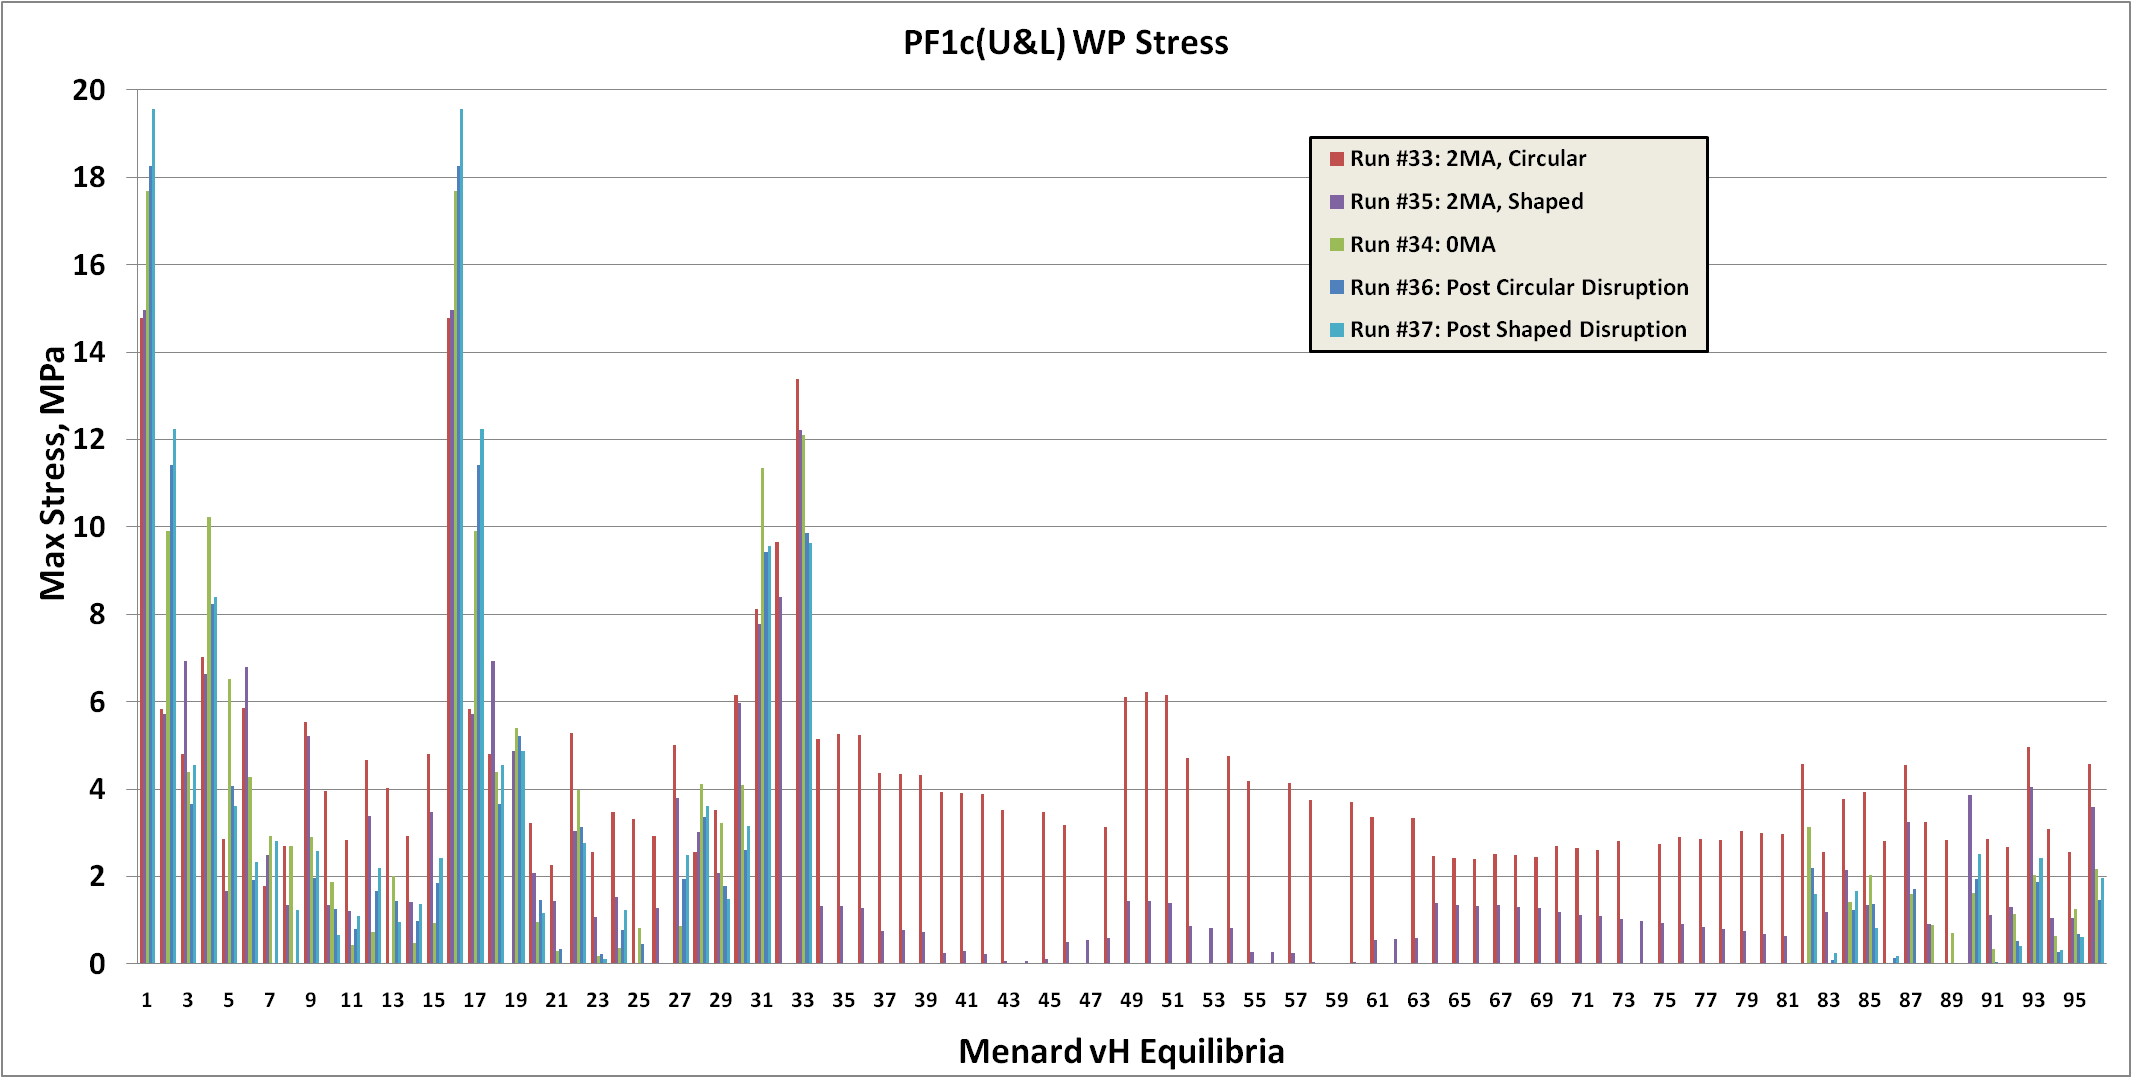 PF1c(U&L) WP Stress
Max Stress, MPa
20
18
16
14
12
10
8
6
4
2
0
Run #33: 2MA, Circular
Run #35: 2MA, Shaped
Run #34: 0MA
Run #36: Post Circular Disruption
Run #37: Post Shaped Disruption
1 3 5 7 9 11 13 15 17 19 21 23 25 27 29 31 33 35 37 39 41 43 45 47 49 51 53 55 57 59 61 63 65 67 69 71 73 75 77 79 81 83 85 87 89 91 93 95
Menard vH Equilibria